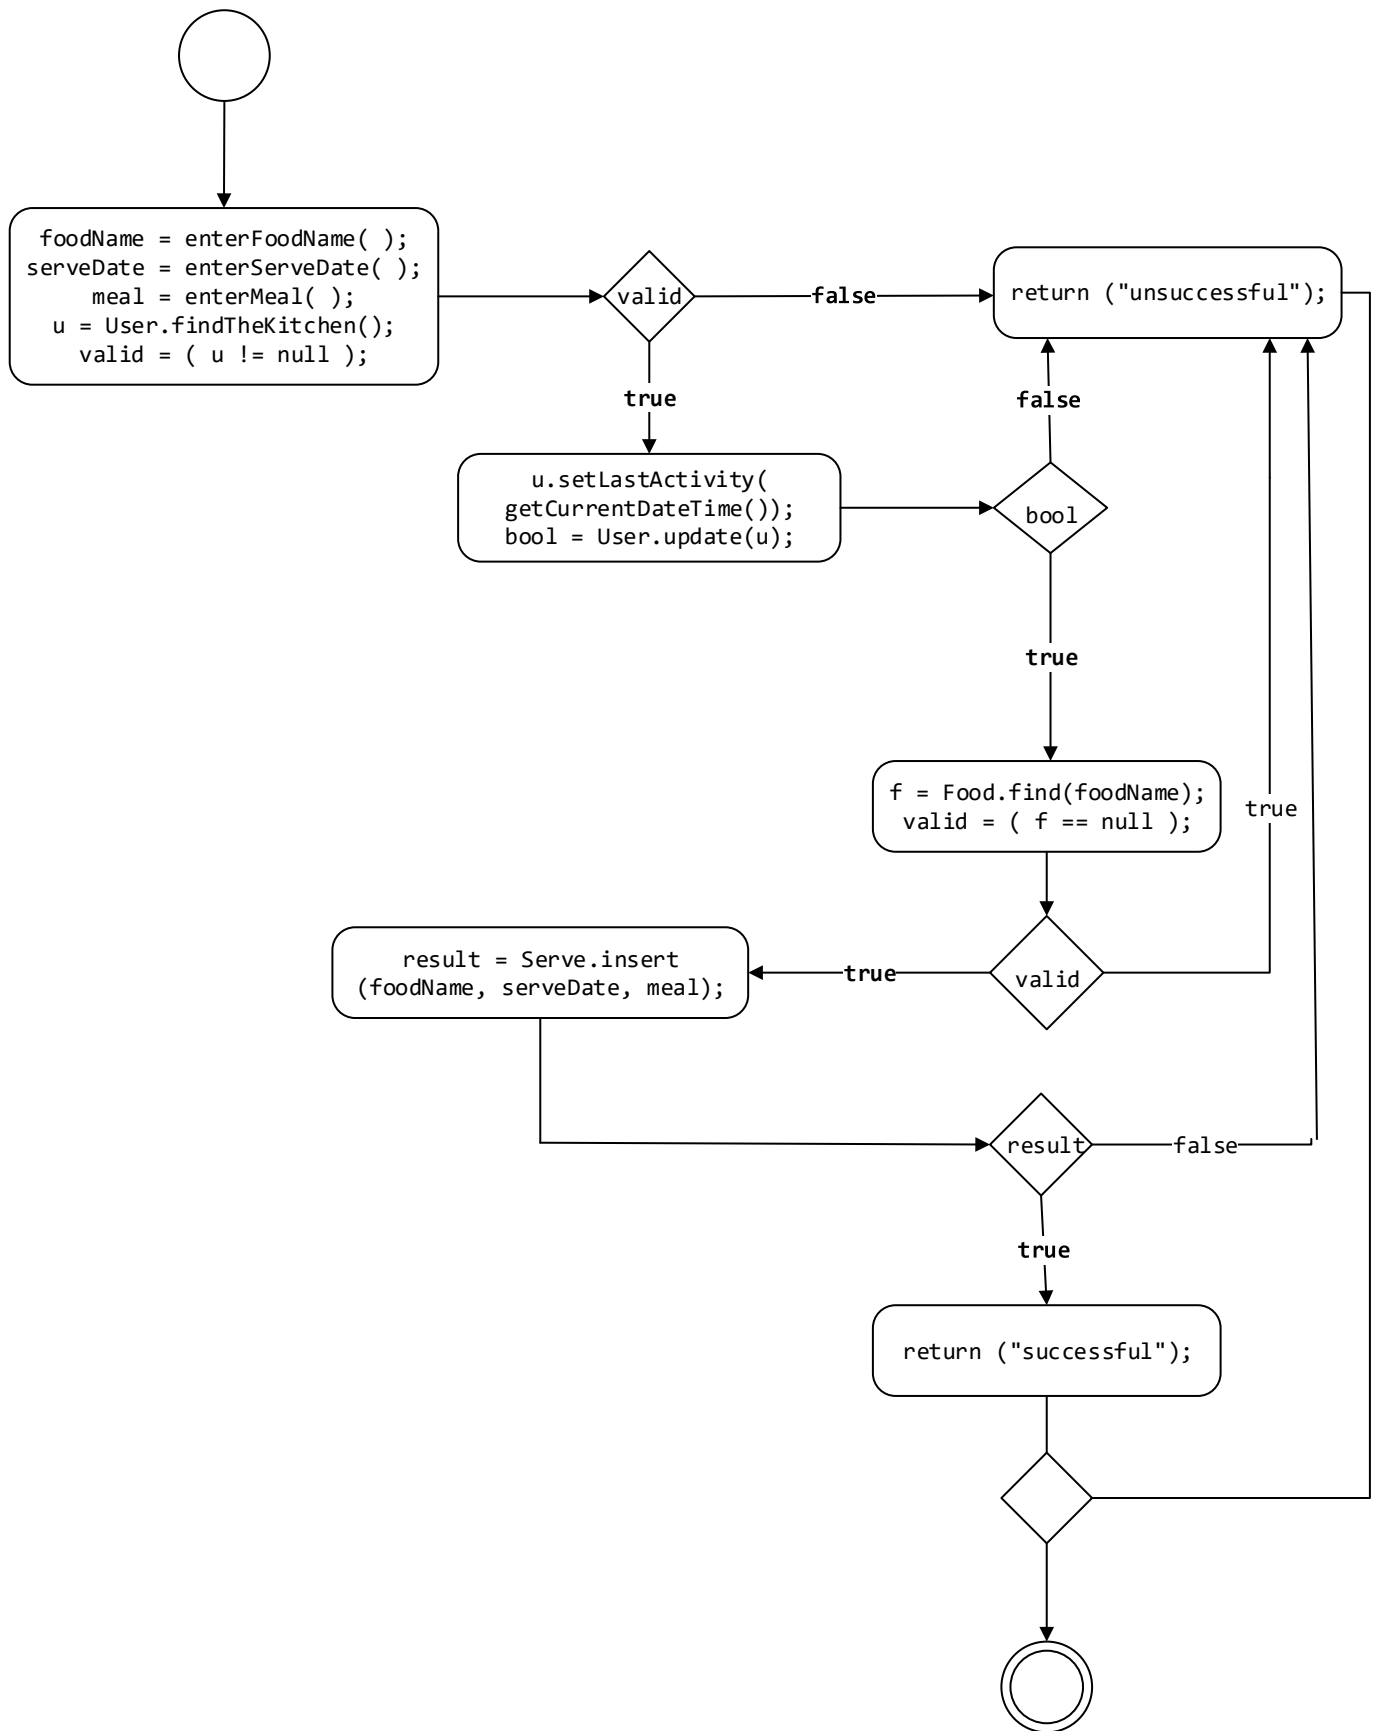 foodName = enterFoodName( );
serveDate = enterServeDate( );
meal = enterMeal( );
u = User.findTheKitchen();
valid = ( u != null );
valid
false
return ("unsuccessful");
true
false
u.setLastActivity(
getCurrentDateTime());
bool = User.update(u);
bool
true
f = Food.find(foodName);
valid = ( f == null );
true
result = Serve.insert
(foodName, serveDate, meal);
true
valid
result
false
true
return ("successful");